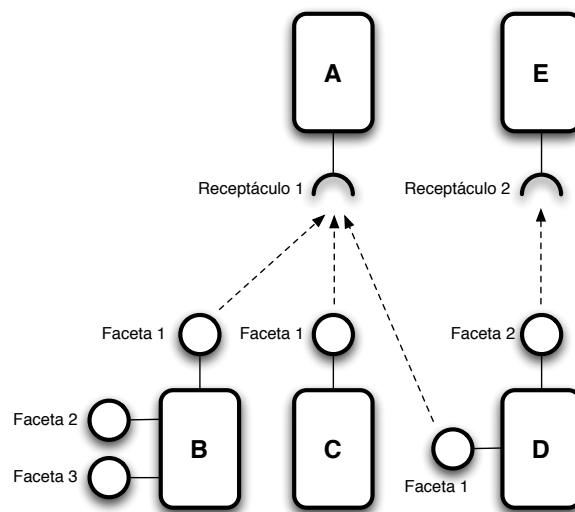 A
E
Receptáculo 1
Receptáculo 2
Faceta 1
Faceta 1
Faceta 2
Faceta 2
Faceta 3
B
C
D
Faceta 1